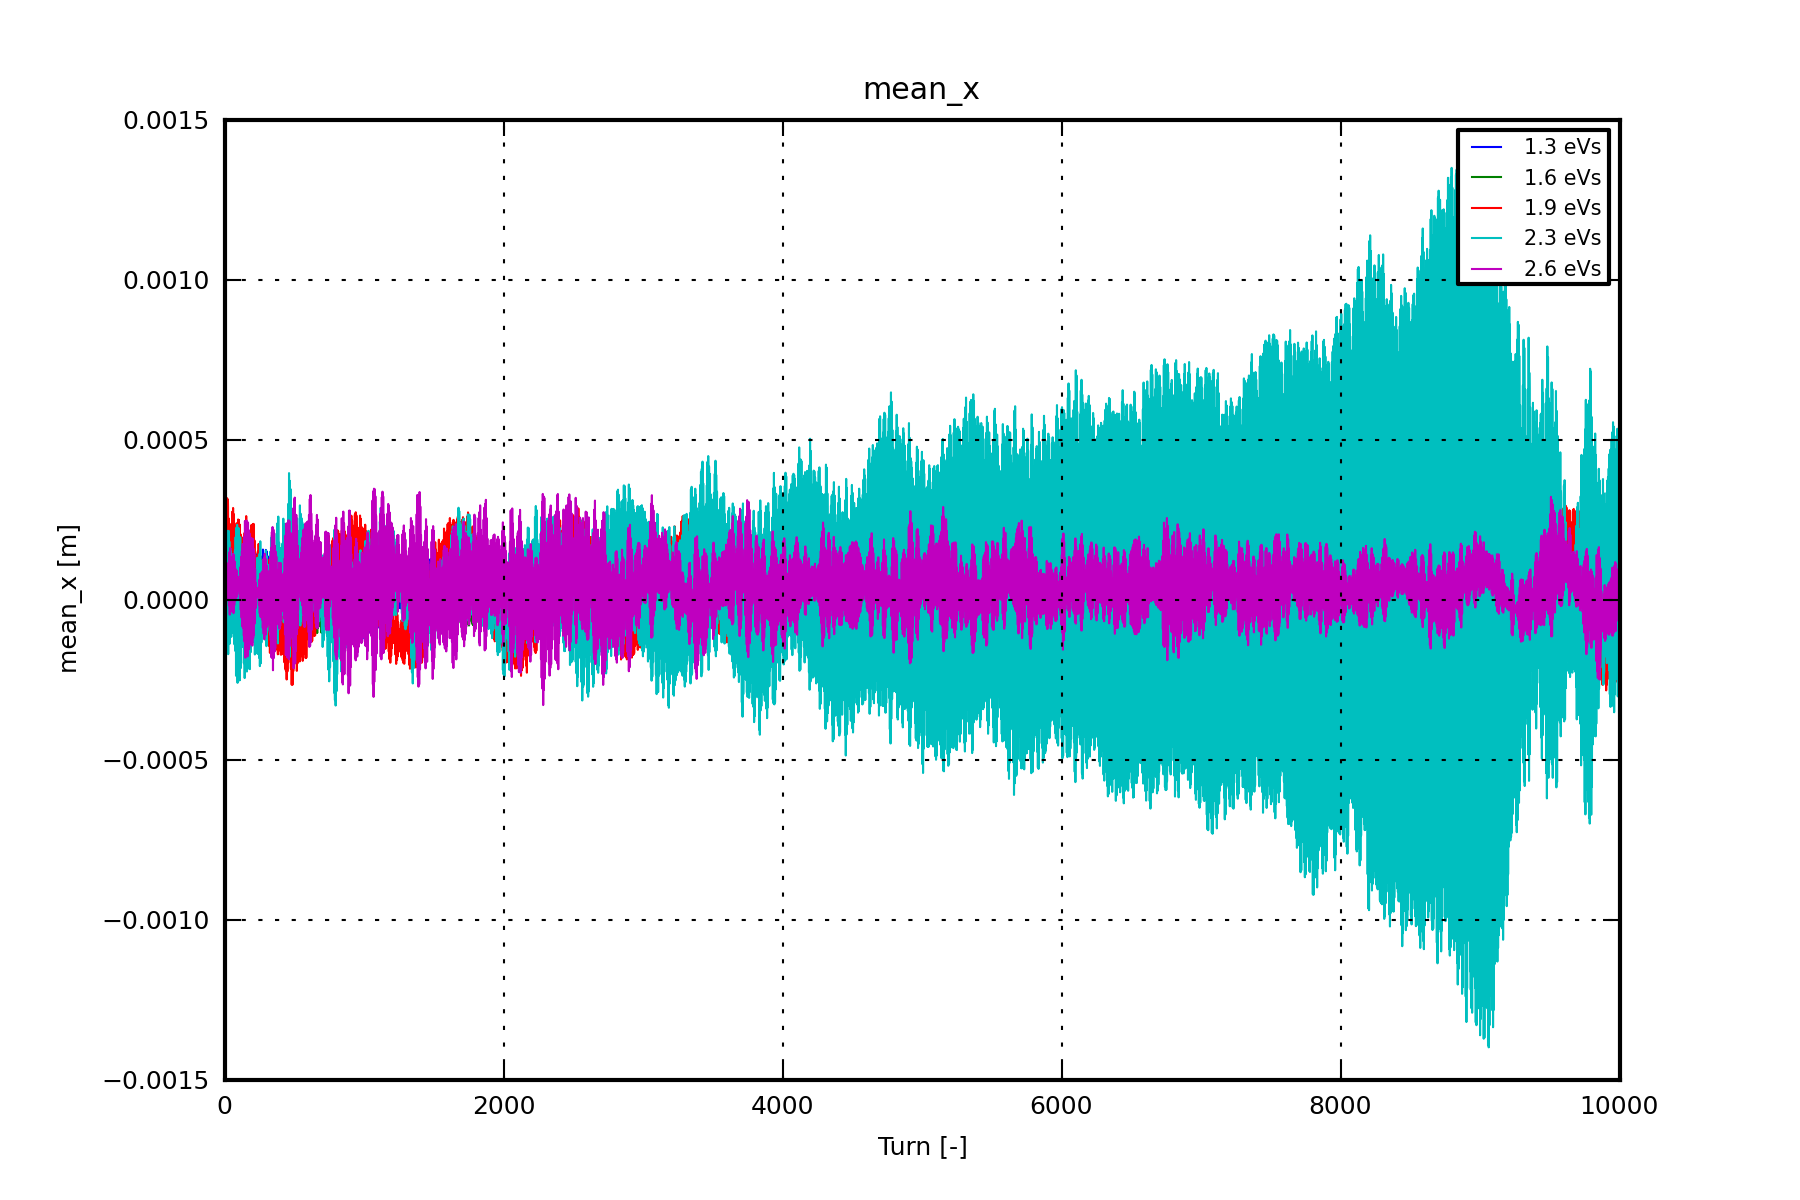 mean_x
0.0015
0.0010
0.0005
0.0000
−0.0005
−0.0010
−0.0015
mean_x [m]
1.3 eVs
1.6 eVs
1.9 eVs
2.3 eVs
2.6 eVs
0 2000 4000 6000 8000 10000
Turn [-]